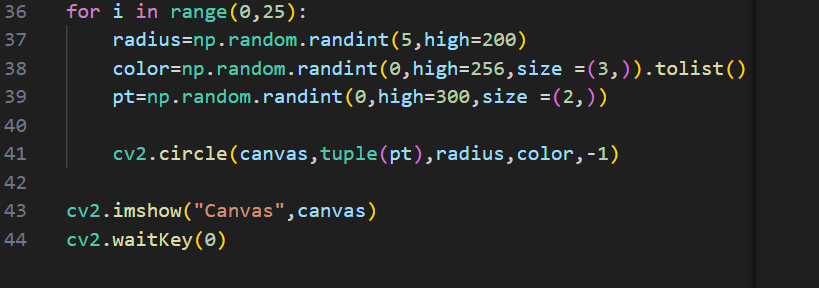 36 for i in range(0,25):
37     radius=np.random.randint(5,high=200)
38     color=np.random.randint(0,high=256,size =(3,)).tolist()
39     pt=np.random.randint(0,high=300,size =(2,))
40
41     cv2.circle(canvas,tuple(pt),radius,color,-1)
42
43 cv2.imshow("Canvas",canvas)
44 cv2.waitKey(0)